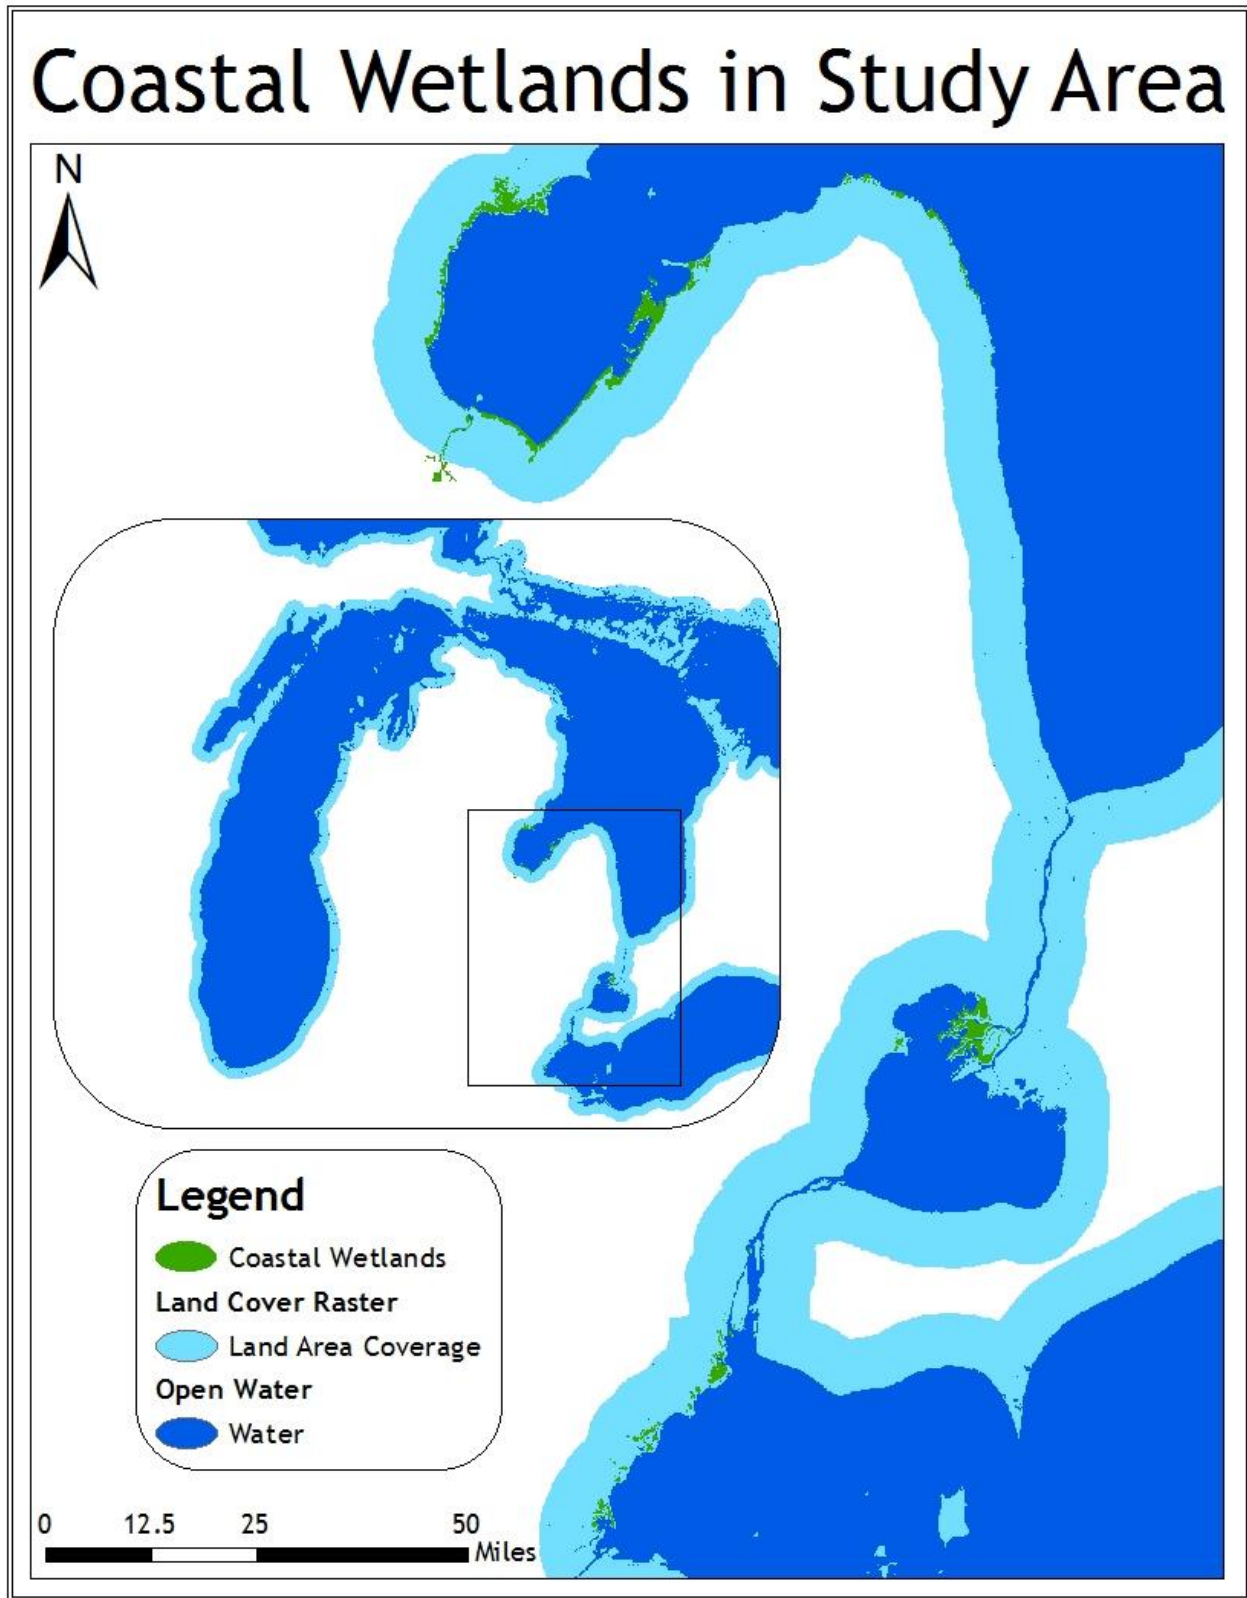 Coastal Wetlands in Study Area
N
Legend
Coastal Wetlands
Land Cover Raster
Land Area Coverage
Open Water
Water
0 12.5 25 50
Miles